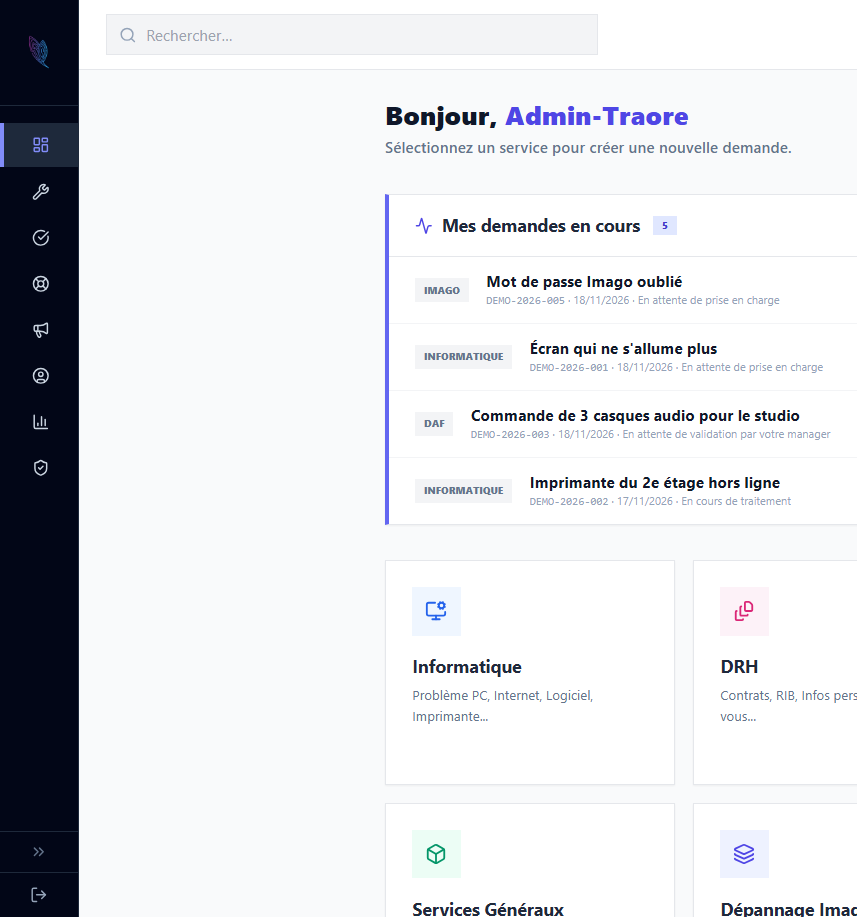 Rechercher...
Bonjour, Admin-Traore
Sélectionnez un service pour créer une nouvelle demande.
Mes demandes en cours 5
IMAGO
Mot de passe Imago oublié
DEMO-2026-005 · 18/11/2026 · En attente de prise en charge
INFORMATIQUE
Écran qui ne s'allume plus
DEMO-2026-001 · 18/11/2026 · En attente de prise en charge
DAF
Commande de 3 casques audio pour le studio
DEMO-2026-003 · 18/11/2026 · En attente de validation par votre manager
INFORMATIQUE
Imprimante du 2e étage hors ligne
DEMO-2026-002 · 17/11/2026 · En cours de traitement
Informatique
Problème PC, Internet, Logiciel,
Imprimante...
DRH
Contrats, RIB, Infos pers
vous...
Services Généraux
Dépannage Imag